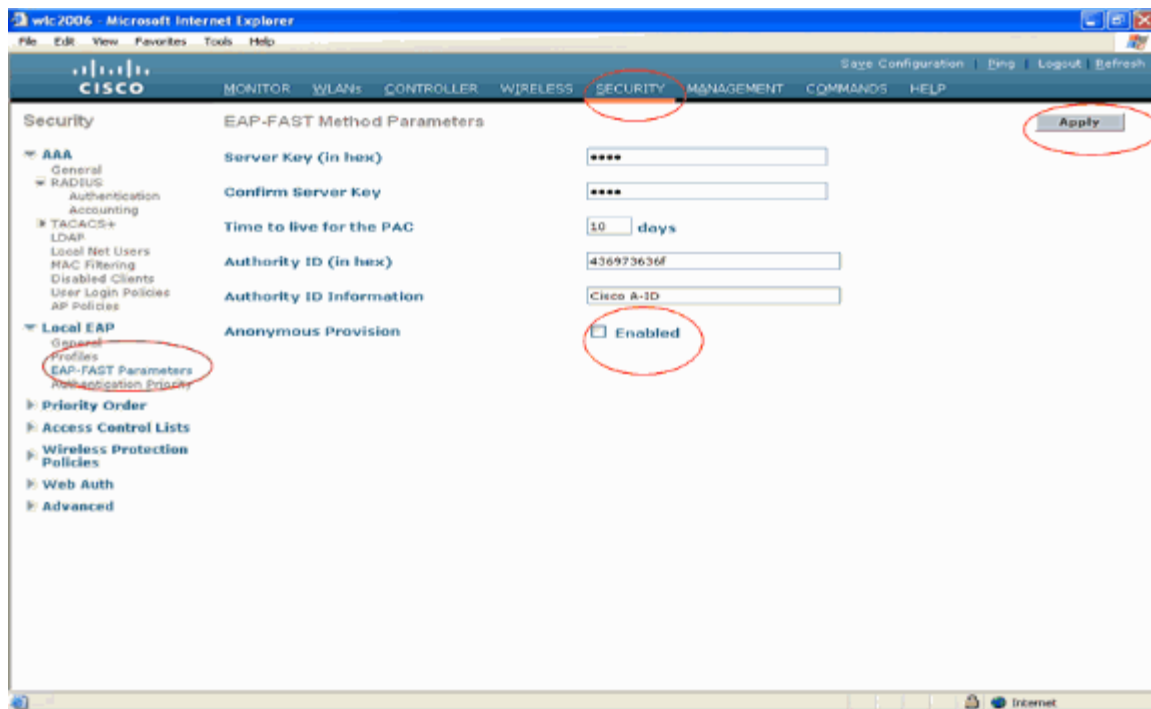 wlc2006 - Microsoft Internet Explorer
File Edit View Favorites Tools Help
Save Configuration | Ping | Logout | Refresh
CISCO
MONITOR WLANs CONTROLLER WIRELESS SECURITY MANAGEMENT COMMANDS HELP
Security
AAA
General
RADIUS
Authentication
Accounting
TACACS+
LDAP
Local Net Users
MAC Filtering
Disabled Clients
User Login Policies
AP Policies
Local EAP
General
Profiles
EAP-FAST Parameters
Authentication Priority
Priority Order
Access Control Lists
Wireless Protection
Policies
Web Auth
Advanced
EAP-FAST Method Parameters
Apply
Server Key (in hex) ••••
Confirm Server Key ••••
Time to live for the PAC 10 days
Authority ID (in hex) 436973636f
Authority ID Information Cisco A-ID
Anonymous Provision Enabled
Internet